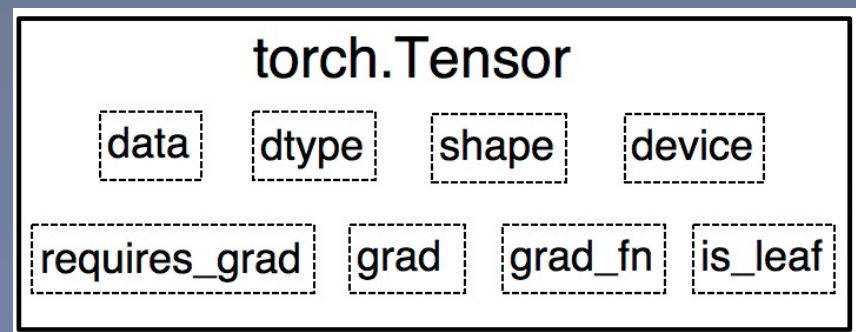 torch.Tensor
data dtype shape device
requires_grad grad grad_fn is_leaf